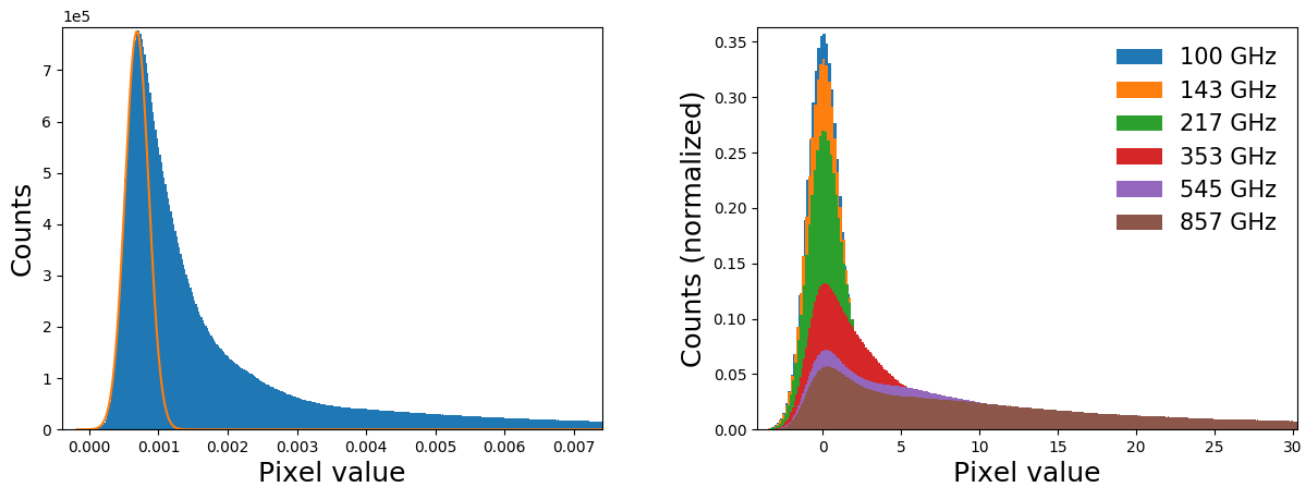 1e5
7
6
5
4
3
2
1
0
Counts
0.000 0.001 0.002 0.003 0.004 0.005 0.006 0.007
Pixel value
0.35
0.30
0.25
0.20
0.15
0.10
0.05
0.00
Counts (normalized)
0 5 10 15 20 25 30
Pixel value
100 GHz
143 GHz
217 GHz
353 GHz
545 GHz
857 GHz